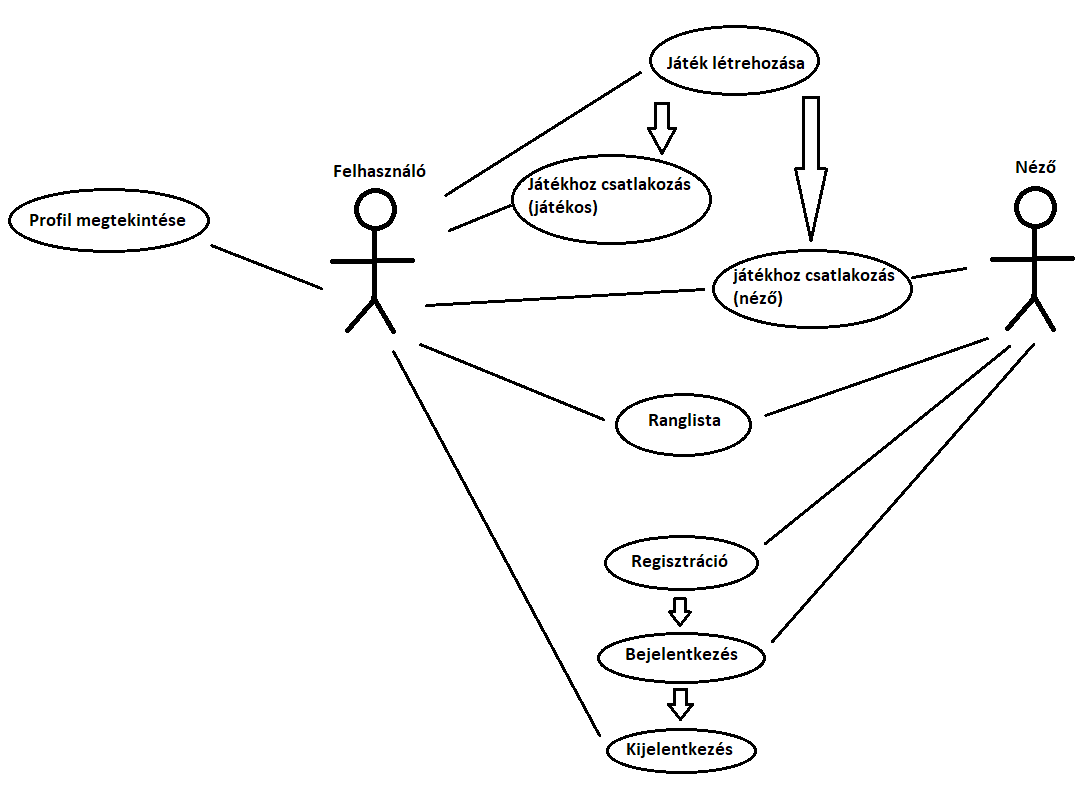 Játék létrehozása
Felhasználó
Játékhoz csatlakozás
(játékos)
Néző
Profil megtekintése
játékhoz csatlakozás
(néző)
Ranglista
Regisztráció
Bejelentkezés
Kijelentkezés